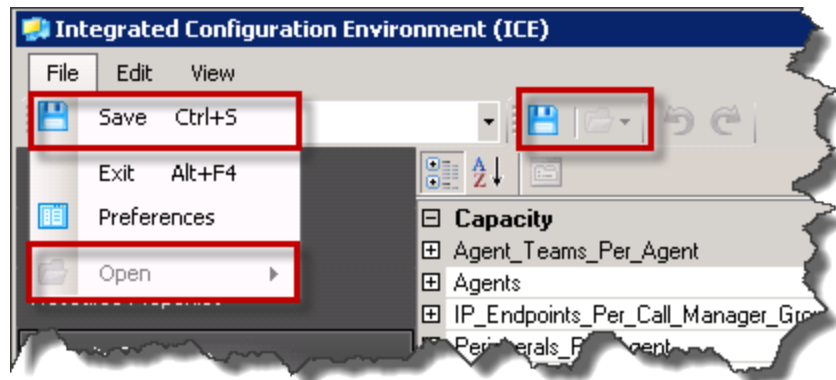 Integrated Configuration Environment (ICE)
File Edit View
Save Ctrl+S
Exit Alt+F4
A Z
Preferences
Capacity
Agent_Teams_Per_Agent
Open
Agents
IP_Endpoints_Per_Call_Manager_Gro